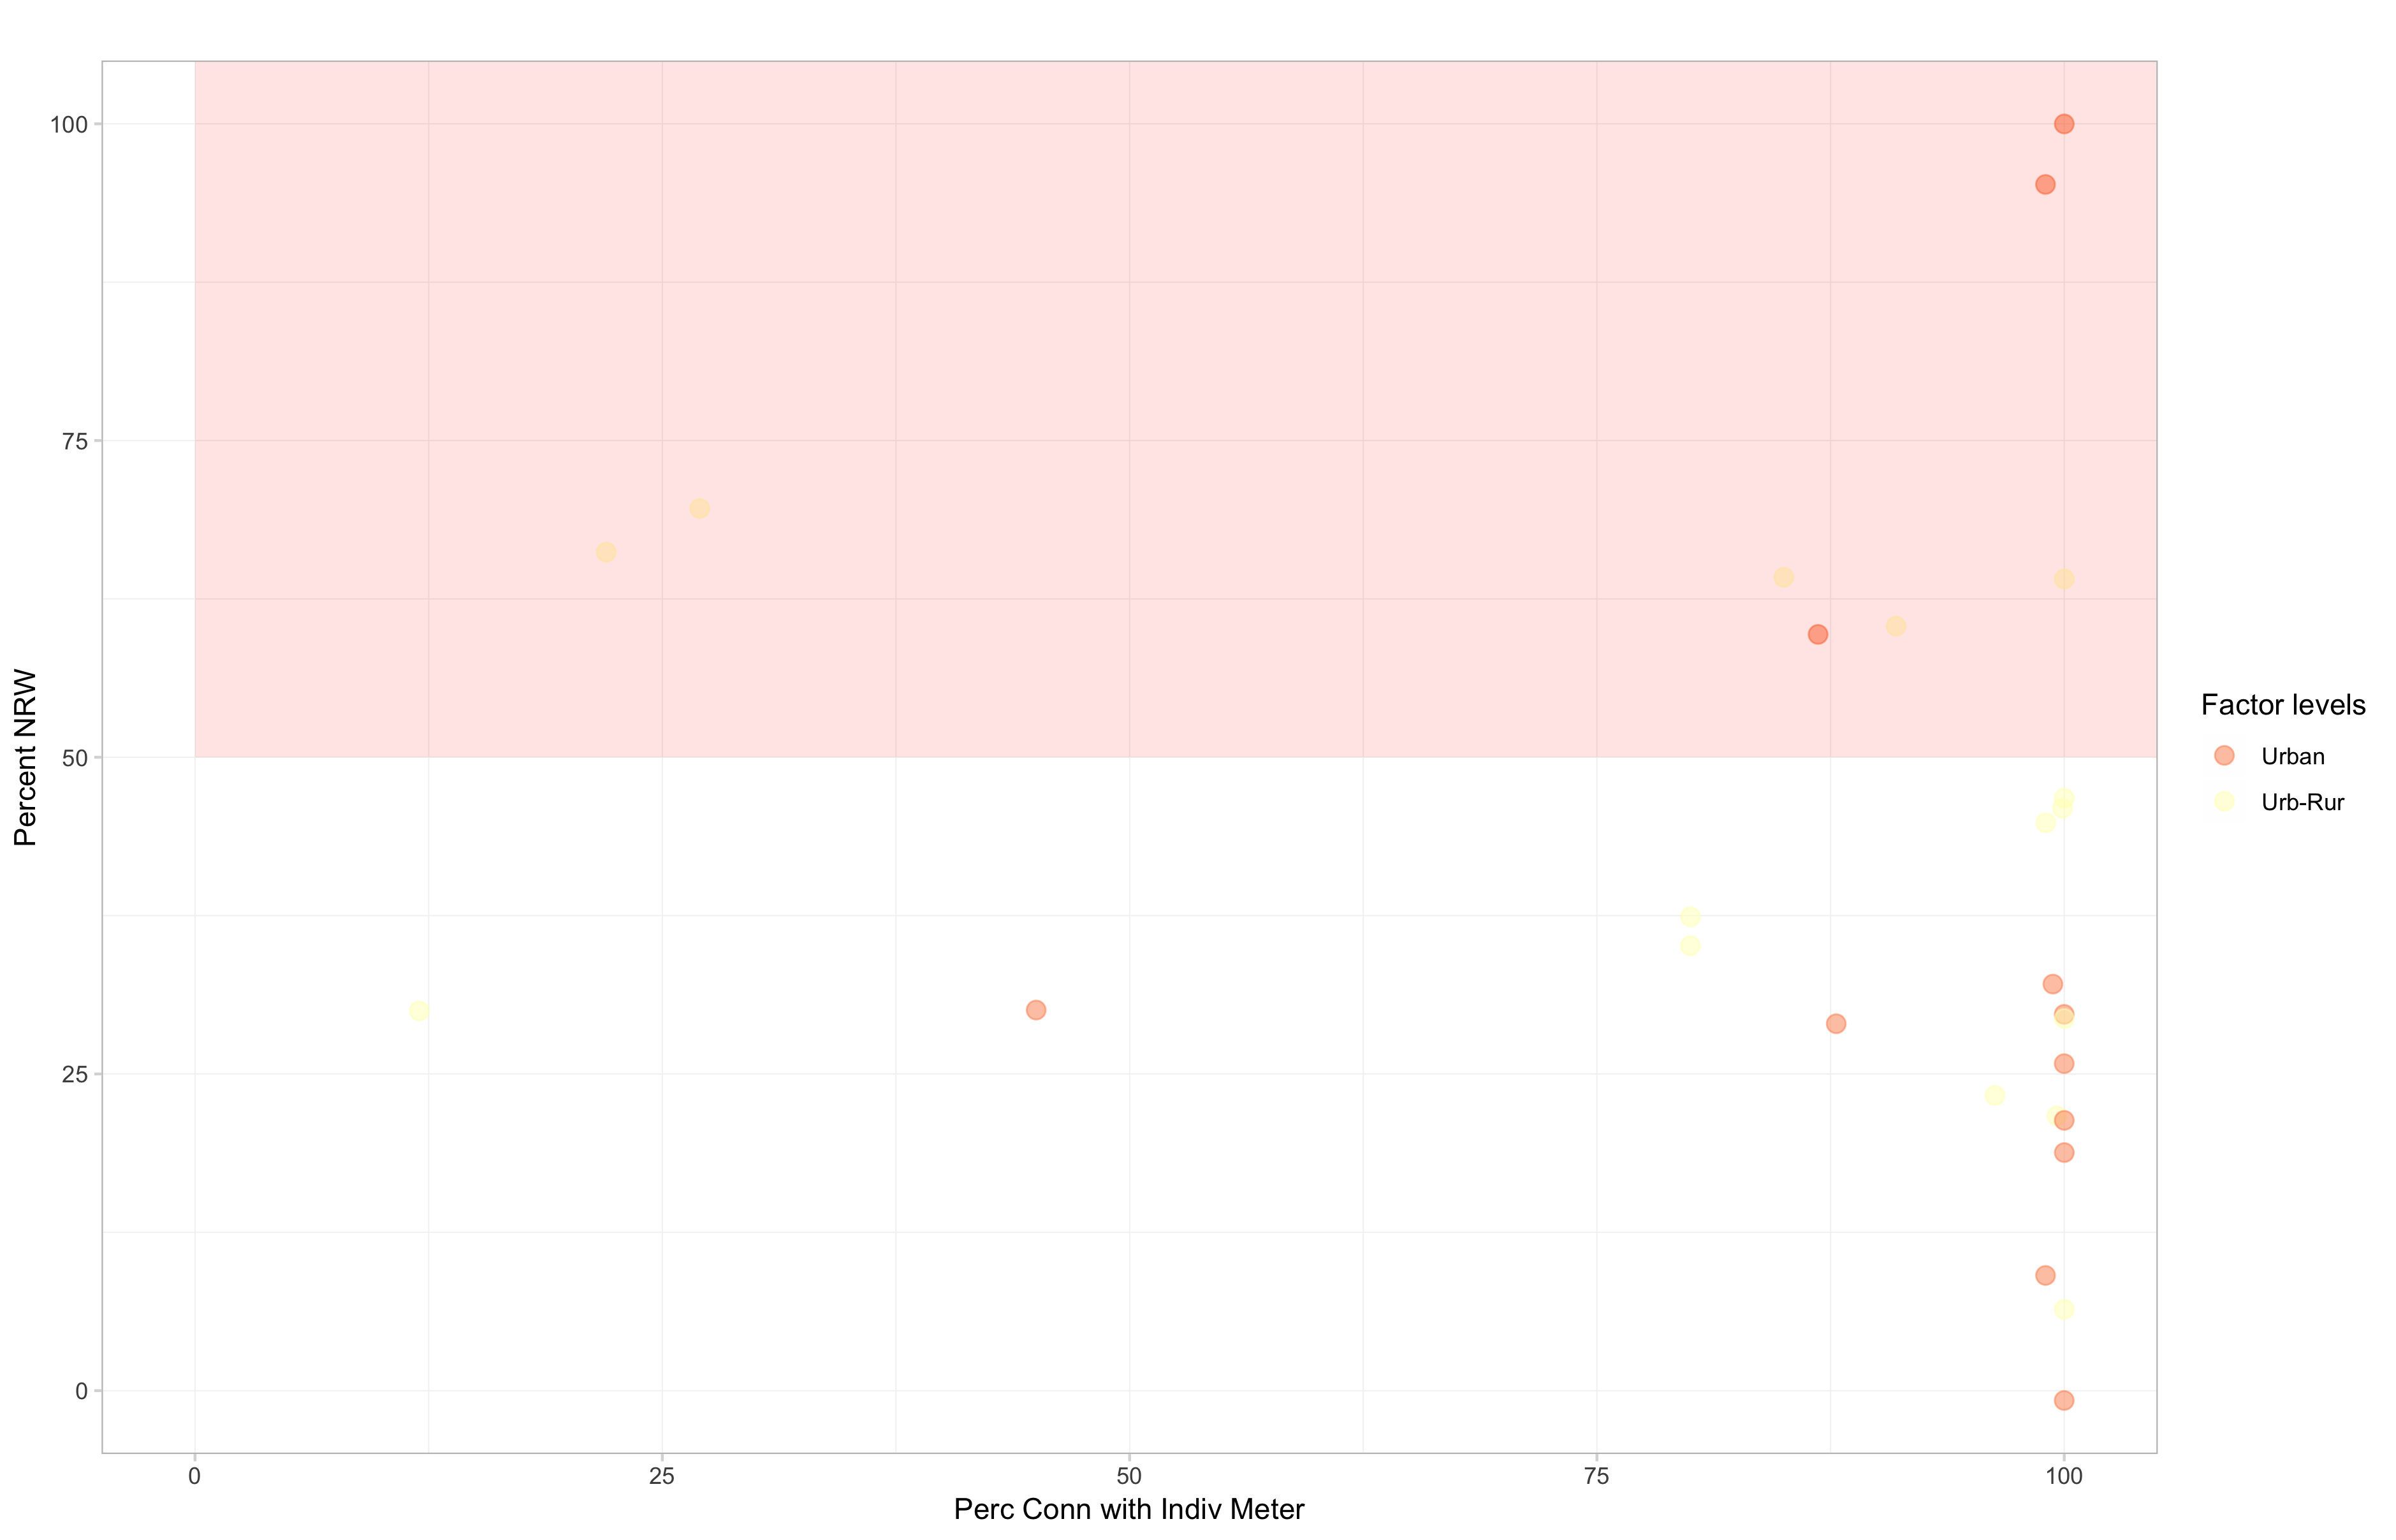 100
75
50
25
0
Percent NRW
0 25 50 75 100
Perc Conn with Indiv Meter
Factor levels
Urban
Urb-Rur